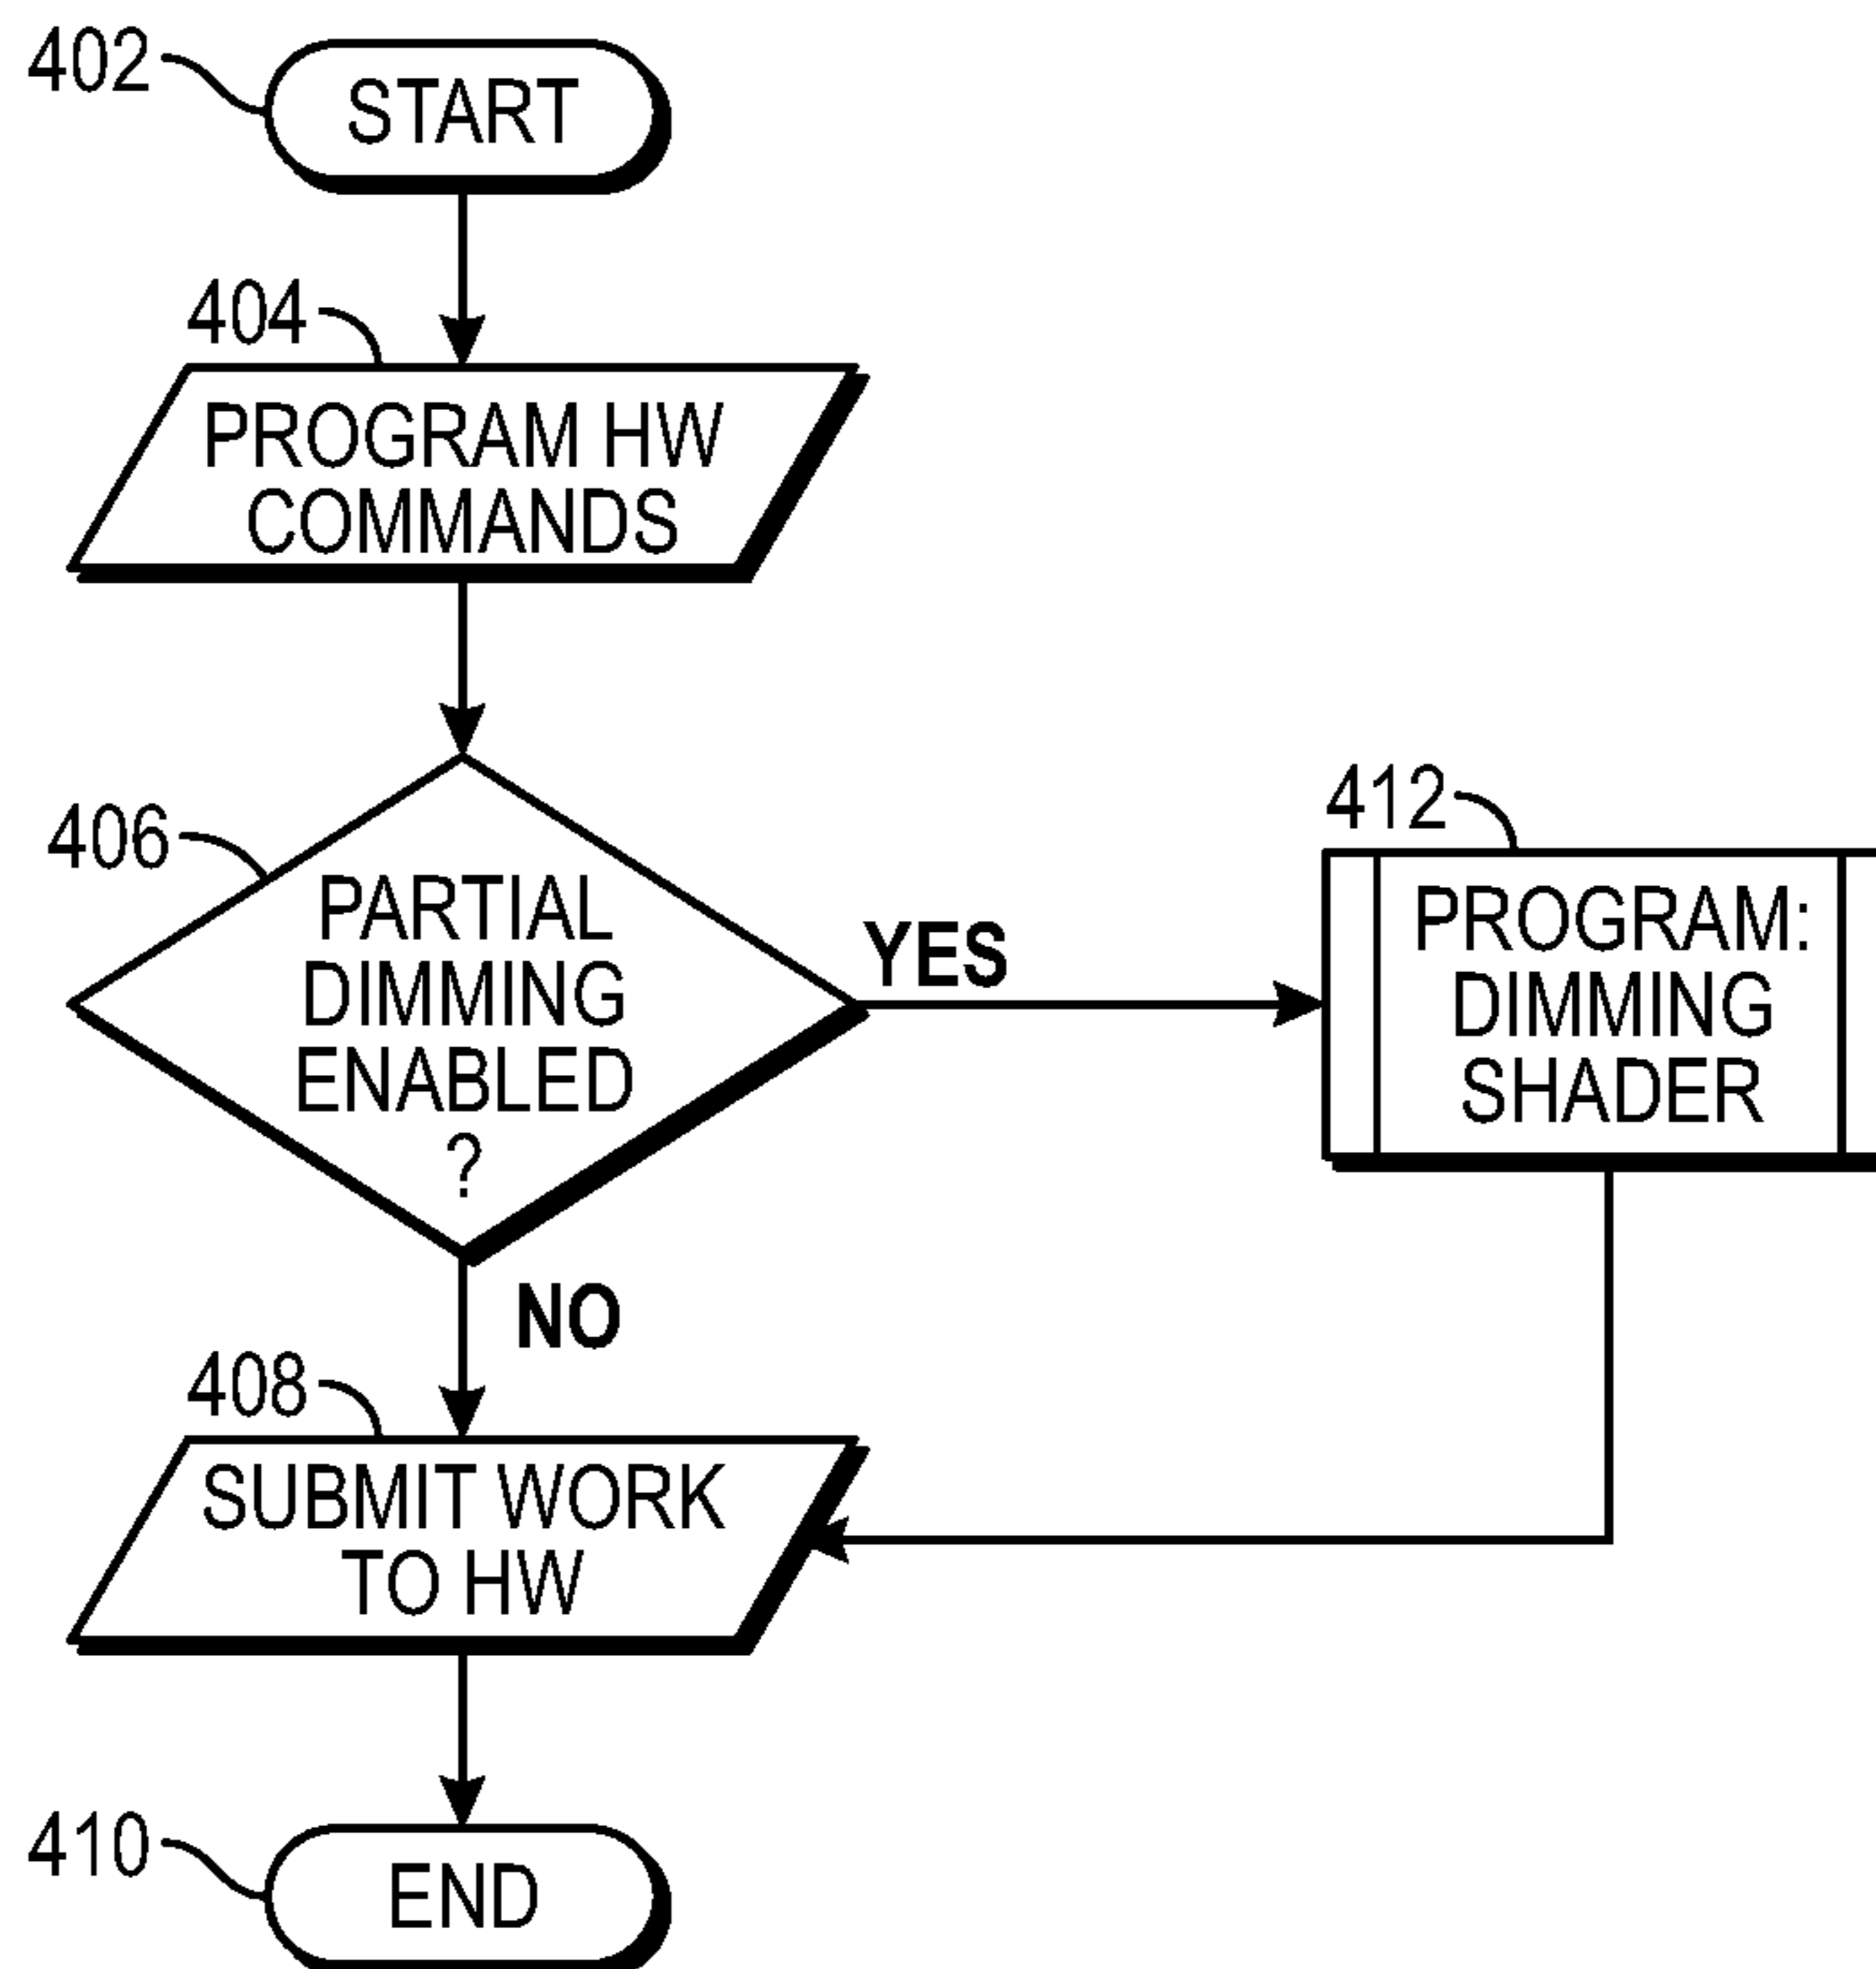 402
START
404
PROGRAM HW
COMMANDS
406
PARTIAL
DIMMING
ENABLED
?
YES
412
PROGRAM:
DIMMING
SHADER
NO
408
SUBMIT WORK
TO HW
410
END